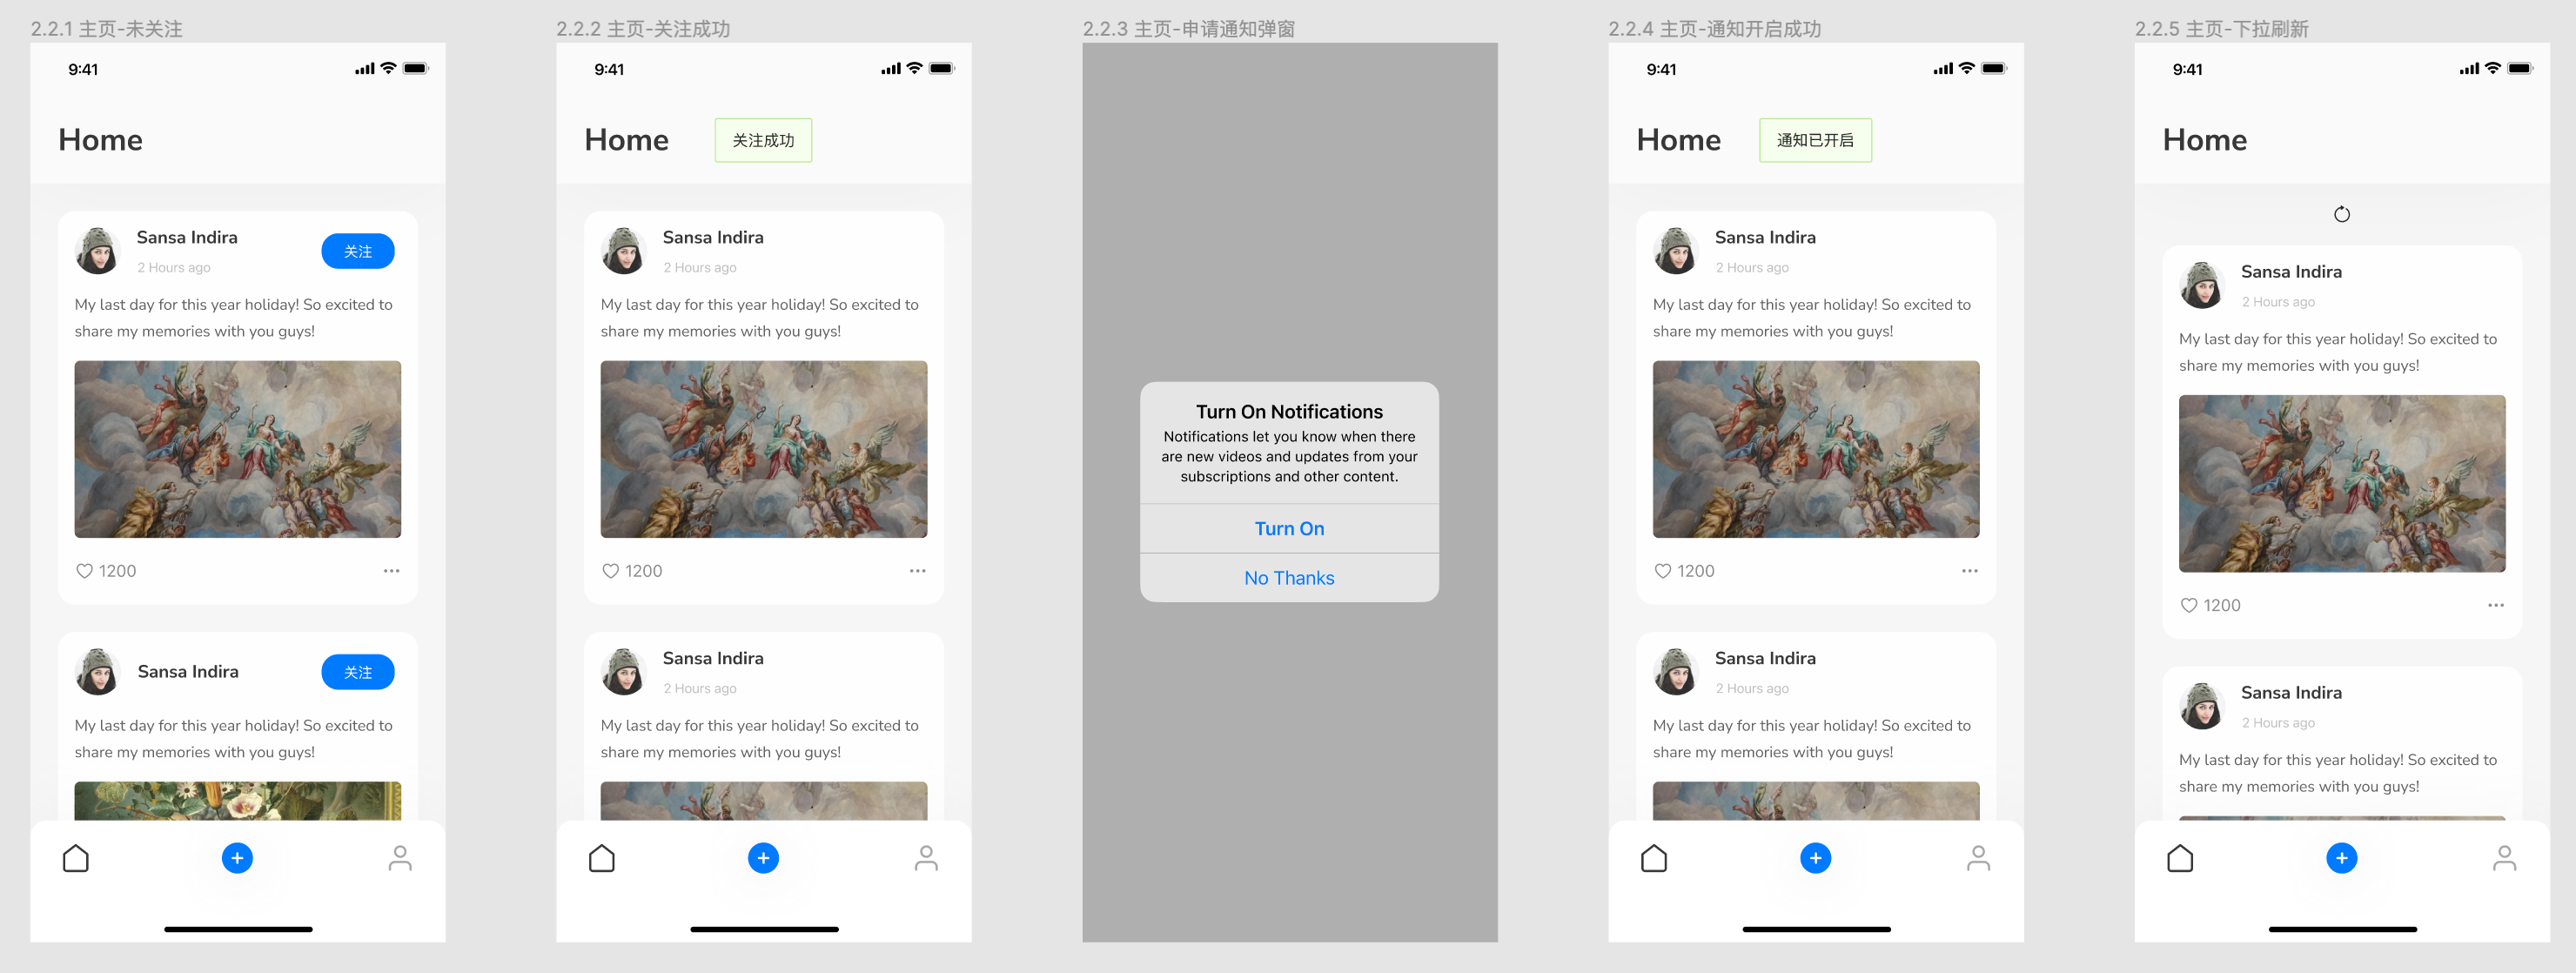 2.2.1 主页-未关注
9:41
Home
Sansa Indira
2 Hours ago
关注
My last day for this year holiday! So excited to
share my memories with you guys!
1200
Sansa Indira
关注
My last day for this year holiday! So excited to
share my memories with you guys!
2.2.2 主页-关注成功
9:41
Home
关注成功
Sansa Indira
2 Hours ago
My last day for this year holiday! So excited to
share my memories with you guys!
1200
Sansa Indira
2 Hours ago
My last day for this year holiday! So excited to
share my memories with you guys!
2.2.3 主页-申请通知弹窗
Turn On Notifications
Notifications let you know when there
are new videos and updates from your
subscriptions and other content.
Turn On
No Thanks
2.2.4 主页-通知开启成功
9:41
Home
通知已开启
Sansa Indira
2 Hours ago
My last day for this year holiday! So excited to
share my memories with you guys!
1200
Sansa Indira
2 Hours ago
My last day for this year holiday! So excited to
share my memories with you guys!
2.2.5 主页-下拉刷新
9:41
Home
Sansa Indira
2 Hours ago
My last day for this year holiday! So excited to
share my memories with you guys!
1200
Sansa Indira
2 Hours ago
My last day for this year holiday! So excited to
share my memories with you guys!